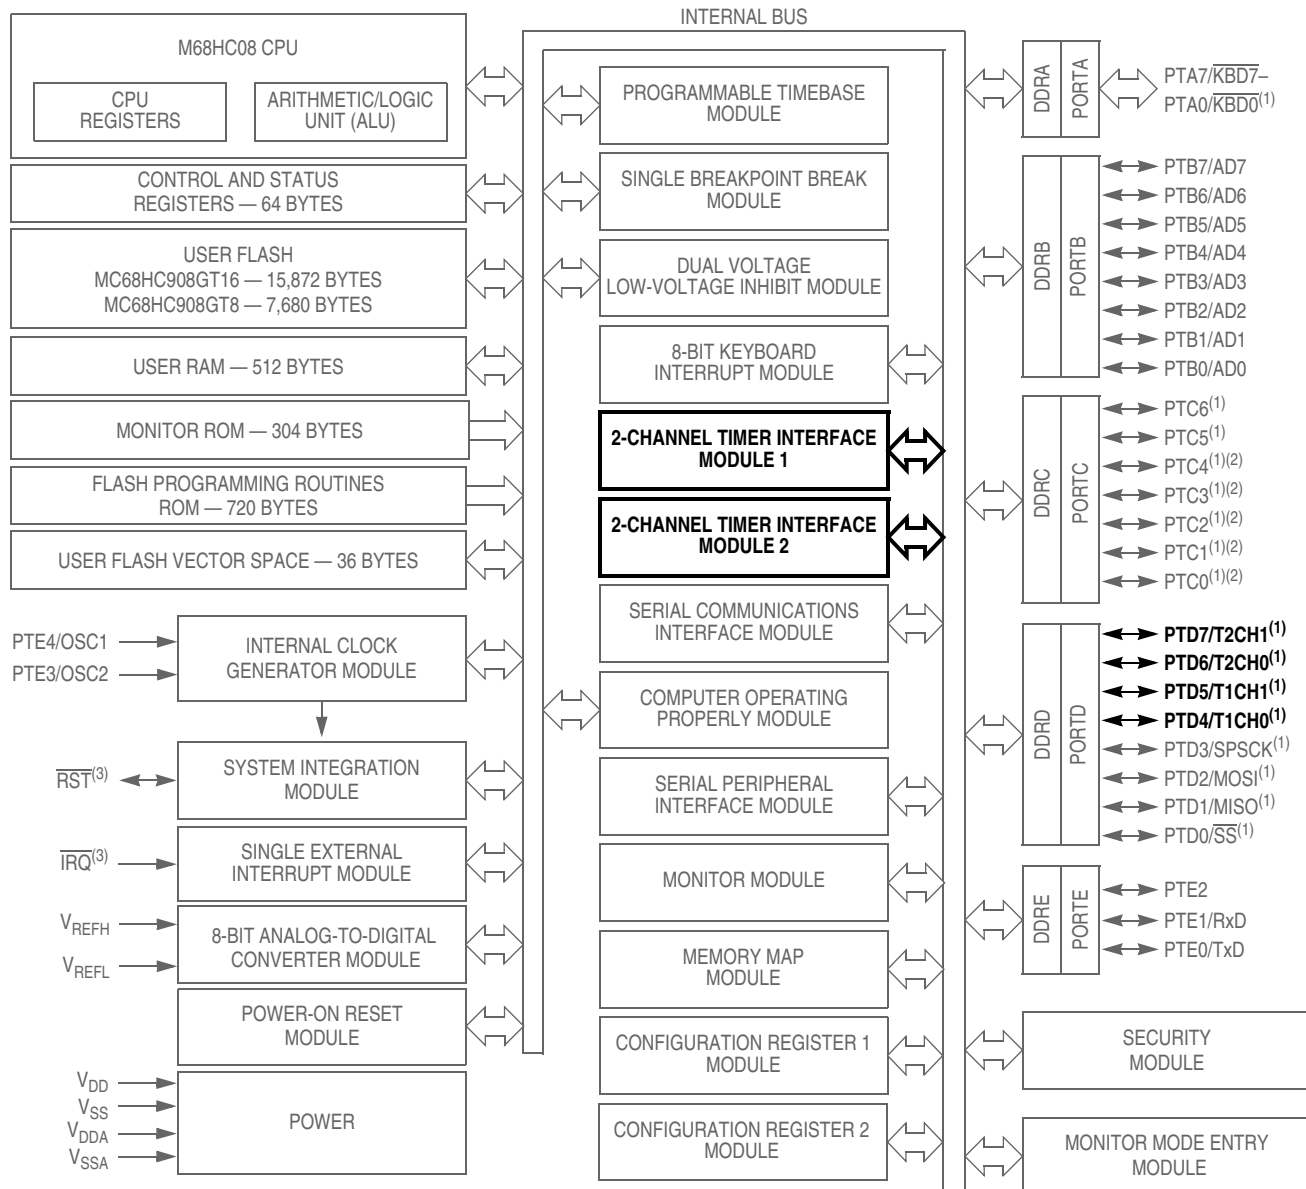 INTERNAL BUS
M68HC08 CPU
CPU
REGISTERS
ARITHMETIC/LOGIC
UNIT (ALU)
CONTROL AND STATUS
REGISTERS — 64 BYTES
USER FLASH
MC68HC908GT16 — 15,872 BYTES
MC68HC908GT8 — 7,680 BYTES
USER RAM — 512 BYTES
MONITOR ROM — 304 BYTES
FLASH PROGRAMMING ROUTINES
ROM — 720 BYTES
USER FLASH VECTOR SPACE — 36 BYTES
PTE4/OSC1
PTE3/OSC2
INTERNAL CLOCK
GENERATOR MODULE
RST(3)
SYSTEM INTEGRATION
MODULE
IRQ(3)
SINGLE EXTERNAL
INTERRUPT MODULE
VREFH
VREFL
8-BIT ANALOG-TO-DIGITAL
CONVERTER MODULE
POWER-ON RESET
MODULE
VDD
VSS
VDDA
VSSA
POWER
PROGRAMMABLE TIMEBASE
MODULE
SINGLE BREAKPOINT BREAK
MODULE
DUAL VOLTAGE
LOW-VOLTAGE INHIBIT MODULE
8-BIT KEYBOARD
INTERRUPT MODULE
2-CHANNEL TIMER INTERFACE
MODULE 1
2-CHANNEL TIMER INTERFACE
MODULE 2
SERIAL COMMUNICATIONS
INTERFACE MODULE
COMPUTER OPERATING
PROPERLY MODULE
SERIAL PERIPHERAL
INTERFACE MODULE
MONITOR MODULE
MEMORY MAP
MODULE
CONFIGURATION REGISTER 1
MODULE
CONFIGURATION REGISTER 2
MODULE
DDRA
PORTA
PTA7/KBD7–
PTA0/KBD0(1)
DDRB
PORTB
PTB7/AD7
PTB6/AD6
PTB5/AD5
PTB4/AD4
PTB3/AD3
PTB2/AD2
PTB1/AD1
PTB0/AD0
DDRC
PORTC
PTC6(1)
PTC5(1)
PTC4(1)(2)
PTC3(1)(2)
PTC2(1)(2)
PTC1(1)(2)
PTC0(1)(2)
DDRD
PORTD
PTD7/T2CH1(1)
PTD6/T2CH0(1)
PTD5/T1CH1(1)
PTD4/T1CH0(1)
PTD3/SPSCK(1)
PTD2/MOSI(1)
PTD1/MISO(1)
PTD0/SS(1)
DDRE
PORTE
PTE2
PTE1/RxD
PTE0/TxD
SECURITY
MODULE
MONITOR MODE ENTRY
MODULE